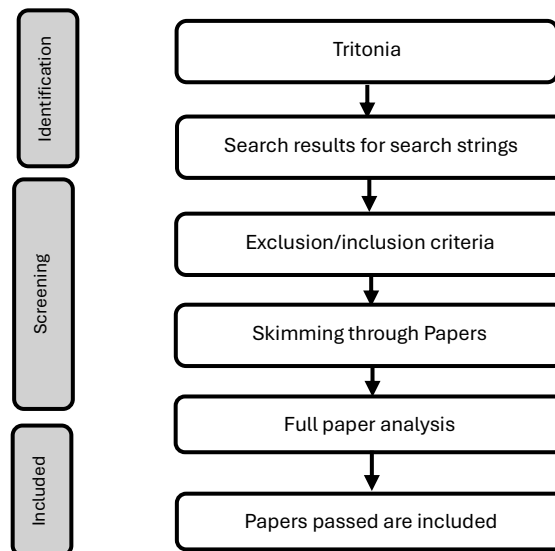 Identification
Tritonia
Search results for search strings
Screening
Exclusion/inclusion criteria
Skimming through Papers
Full paper analysis
Included
Papers passed are included